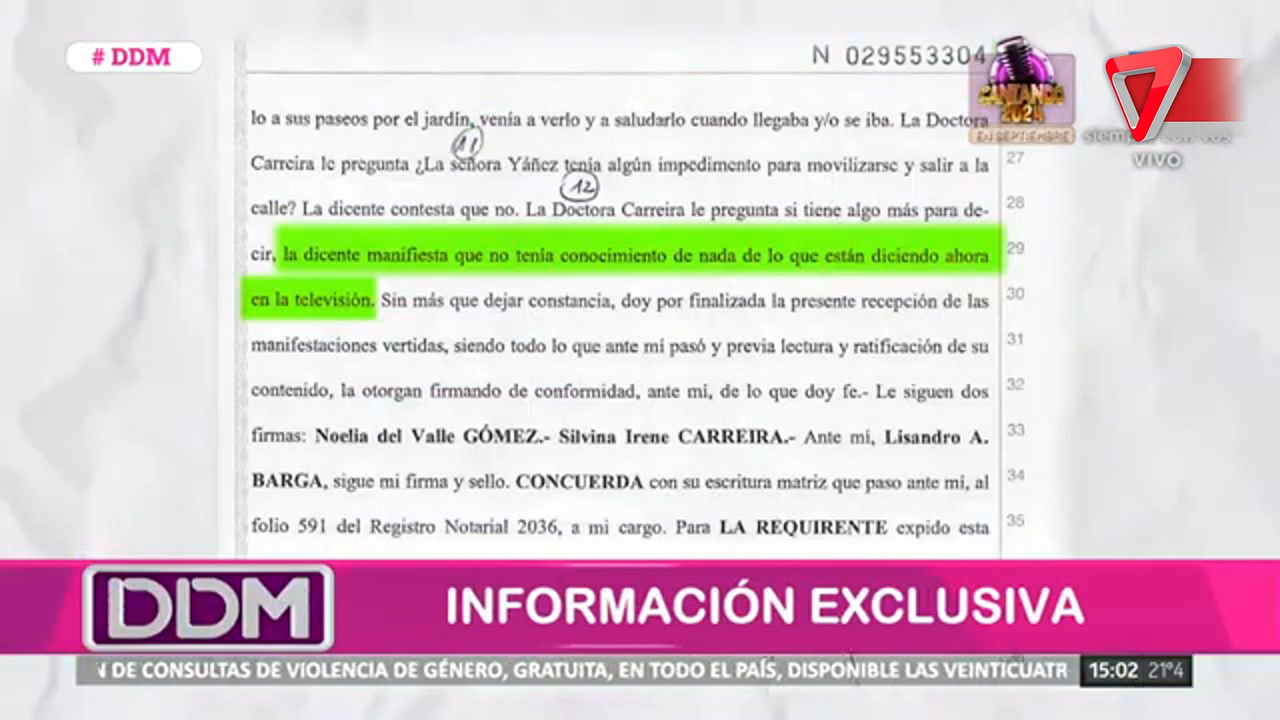 # DDM
N 029553304
CANTANDO
2024
EN SEPTIEMBRE
siempre con vos
VIVO
lo a sus paseos por el jardín, venía a verlo y a saludarlo cuando llegaba y/o se iba. La Doctora
11
Carreira le pregunta ¿La señora Yáñez tenía algún impedimento para movilizarse y salir a la 27
12
calle? La dicente contesta que no. La Doctora Carreira le pregunta si tiene algo más para de- 28
cir, la dicente manifiesta que no tenía conocimiento de nada de lo que están diciendo ahora 29
en la televisión. Sin más que dejar constancia, doy por finalizada la presente recepción de las 30
manifestaciones vertidas, siendo todo lo que ante mi pasó y previa lectura y ratificación de su 31
contenido, la otorgan firmando de conformidad, ante mi, de lo que doy fe.- Le siguen dos 32
firmas: Noelia del Valle GÓMEZ.- Silvina Irene CARREIRA.- Ante mi, Lisandro A. 33
BARGA, sigue mi firma y sello. CONCUERDA con su escritura matriz que paso ante mi, al 34
folio 591 del Registro Notarial 2036, a mi cargo. Para LA REQUIRENTE expido esta 35
DDM
INFORMACIÓN EXCLUSIVA
N DE CONSULTAS DE VIOLENCIA DE GÉNERO, GRATUITA, EN TODO EL PAÍS, DISPONIBLE LAS VEINTICUATR
15:02 21°4